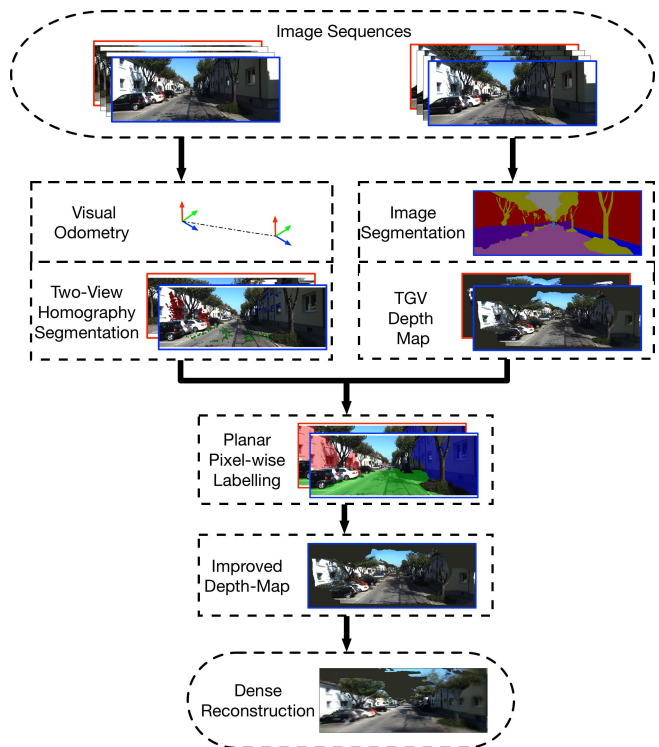 Image Sequences
Visual
Odometry
Image
Segmentation
Two-View
Homography
Segmentation
TGV
Depth
Map
Planar
Pixel-wise
Labelling
Improved
Depth-Map
Dense
Reconstruction